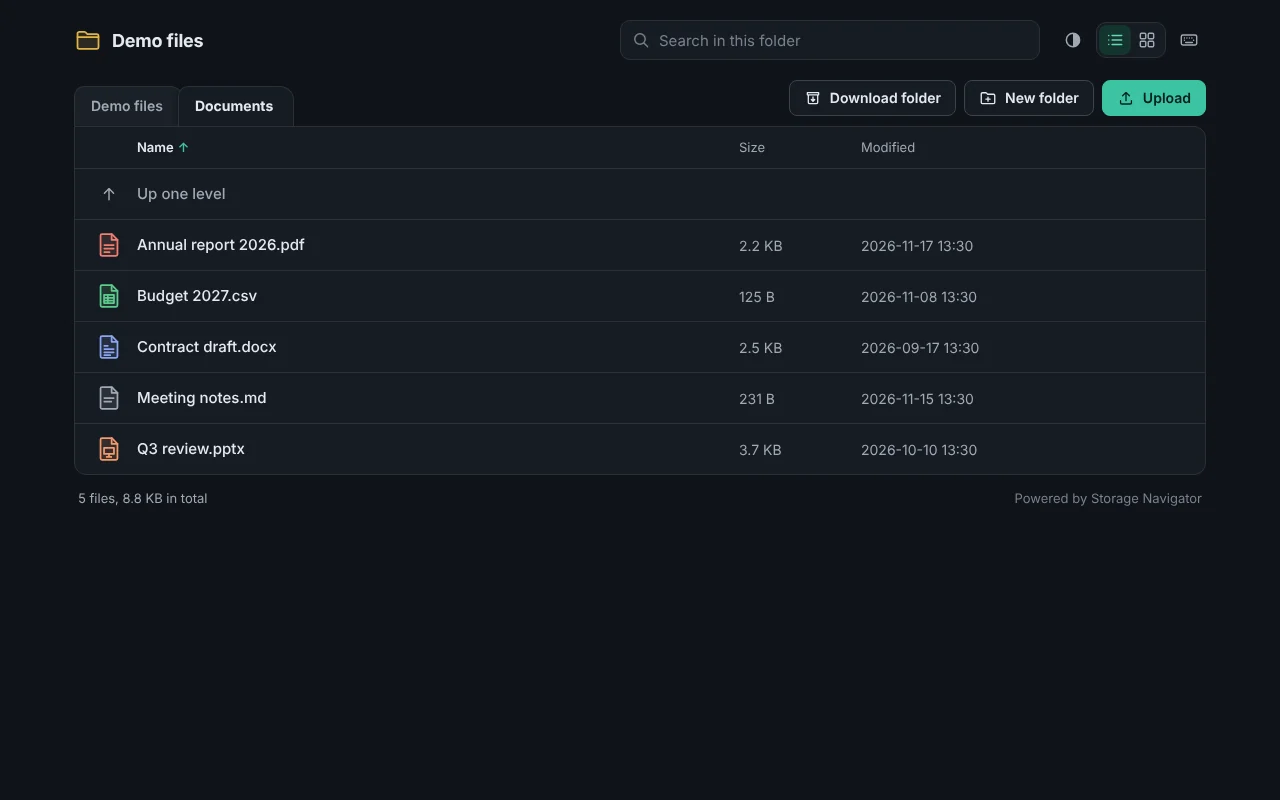 Demo files
Search in this folder
Demo files
Documents
Download folder
New folder
Upload
Name Size Modified
Up one level
Annual report 2026.pdf 2.2 KB 2026-11-17 13:30
Budget 2027.csv 125 B 2026-11-08 13:30
Contract draft.docx 2.5 KB 2026-09-17 13:30
Meeting notes.md 231 B 2026-11-15 13:30
Q3 review.pptx 3.7 KB 2026-10-10 13:30
5 files, 8.8 KB in total
Powered by Storage Navigator